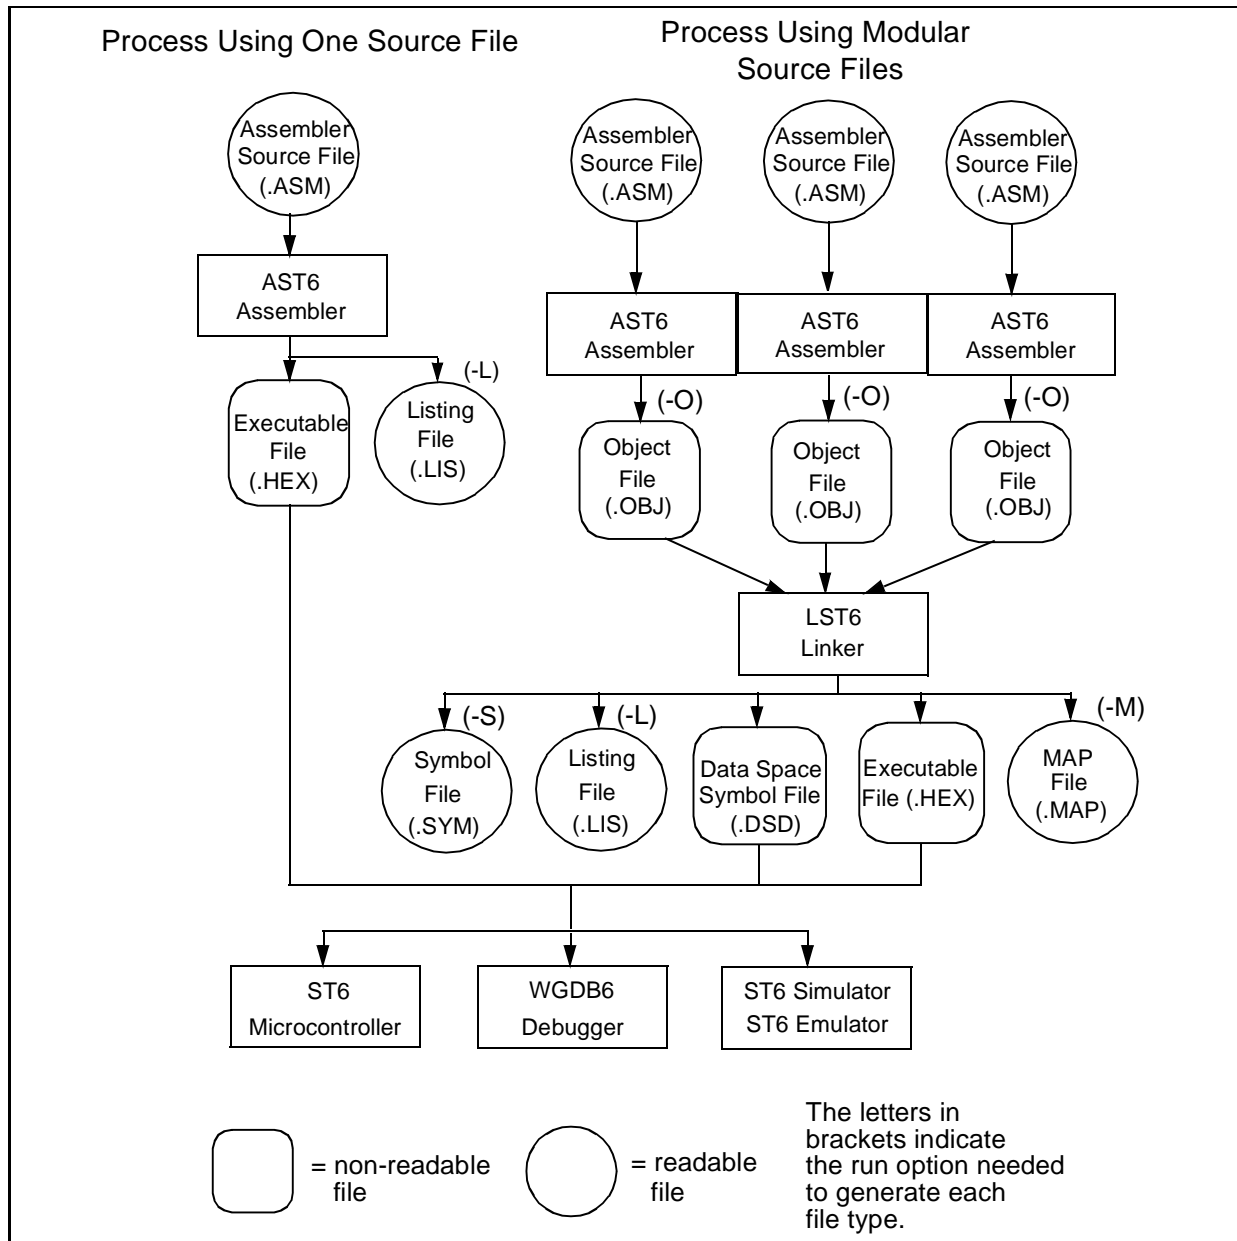 Process Using One Source File
Process Using Modular
Source Files
Assembler
Source File
(.ASM)
Assembler
Source File
(.ASM)
Assembler
Source File
(.ASM)
Assembler
Source File
(.ASM)
AST6
Assembler
AST6
Assembler
AST6
Assembler
AST6
Assembler
(-L)
(-O)
(-O)
(-O)
Executable
File
(.HEX)
Listing
File
(.LIS)
Object
File
(.OBJ)
Object
File
(.OBJ)
Object
File
(.OBJ)
LST6
Linker
(-S)
(-L)
(-M)
Symbol
File
(.SYM)
Listing
File
(.LIS)
Data Space
Symbol File
(.DSD)
Executable
File (.HEX)
MAP
File
(.MAP)
ST6
Microcontroller
WGDB6
Debugger
ST6 Simulator
ST6 Emulator
= non-readable
file
= readable
file
The letters in
brackets indicate
the run option needed
to generate each
file type.